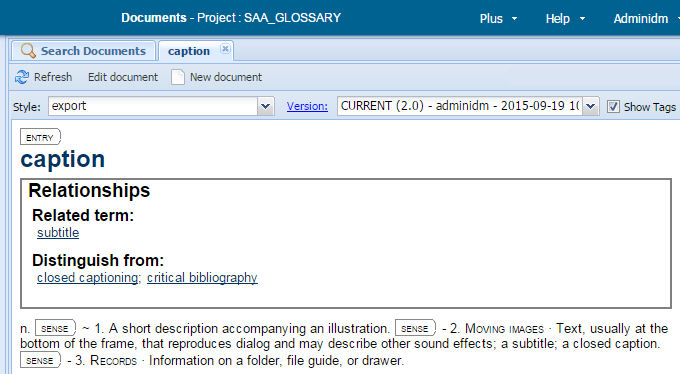 Documents - Project : SAA_GLOSSARY Plus Help Adminidm
Search Documents caption
Refresh Edit document New document
Style: export Version: CURRENT (2.0) - adminidm - 2015-09-19 10 Show Tags
ENTRY
caption
Relationships
Related term:
subtitle
Distinguish from:
closed captioning; critical bibliography
n. SENSE ~ 1. A short description accompanying an illustration. SENSE - 2. MOVING IMAGES · Text, usually at the
bottom of the frame, that reproduces dialog and may describe other sound effects; a subtitle; a closed caption.
SENSE - 3. RECORDS · Information on a folder, file guide, or drawer.